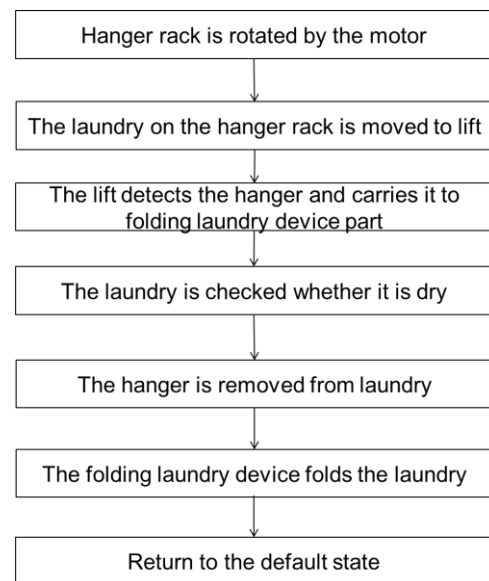 Hanger rack is rotated by the motor
The laundry on the hanger rack is moved to lift
The lift detects the hanger and carries it to
folding laundry device part
The laundry is checked whether it is dry
The hanger is removed from laundry
The folding laundry device folds the laundry
Return to the default state